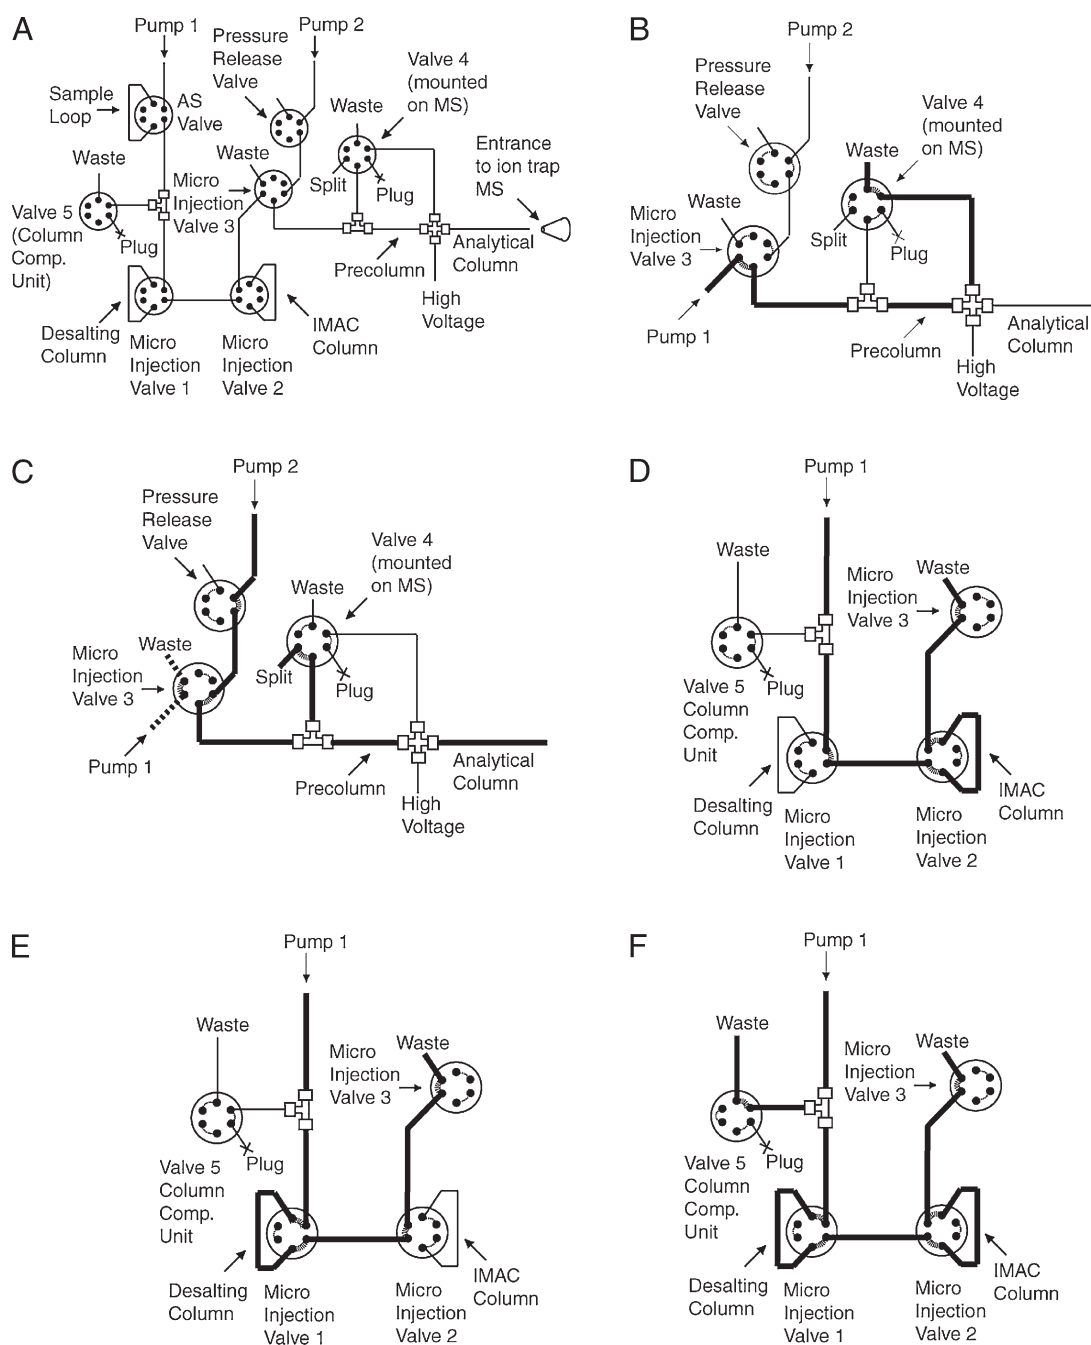 A
Pump 1
Pump 2
Pressure
Release
Valve
Valve 4
(mounted
on MS)
Sample
Loop
AS
Valve
Waste
Entrance
to ion trap
MS
Waste
Waste
Micro
Injection
Valve 3
Split
Plug
Valve 5
(Column
Comp.
Unit)
Plug
Precolumn
Analytical
Column
High
Voltage
Desalting
Column
Micro
Injection
Valve 1
Micro
Injection
Valve 2
IMAC
Column
B
Pump 2
Pressure
Release
Valve
Valve 4
(mounted
on MS)
Waste
Micro
Injection
Valve 3
Waste
Split
Plug
Pump 1
Precolumn
Analytical
Column
High
Voltage
C
Pump 2
Pressure
Release
Valve
Valve 4
(mounted
on MS)
Waste
Waste
Micro
Injection
Valve 3
Split
Plug
Pump 1
Precolumn
Analytical
Column
High
Voltage
D
Pump 1
Waste
Micro
Injection
Valve 3
Waste
Plug
Valve 5
Column
Comp.
Unit
Desalting
Column
Micro
Injection
Valve 1
Micro
Injection
Valve 2
IMAC
Column
E
Pump 1
Waste
Micro
Injection
Valve 3
Waste
Plug
Valve 5
Column
Comp.
Unit
Desalting
Column
Micro
Injection
Valve 1
Micro
Injection
Valve 2
IMAC
Column
F
Pump 1
Waste
Micro
Injection
Valve 3
Waste
Plug
Valve 5
Column
Comp.
Unit
Desalting
Column
Micro
Injection
Valve 1
Micro
Injection
Valve 2
IMAC
Column